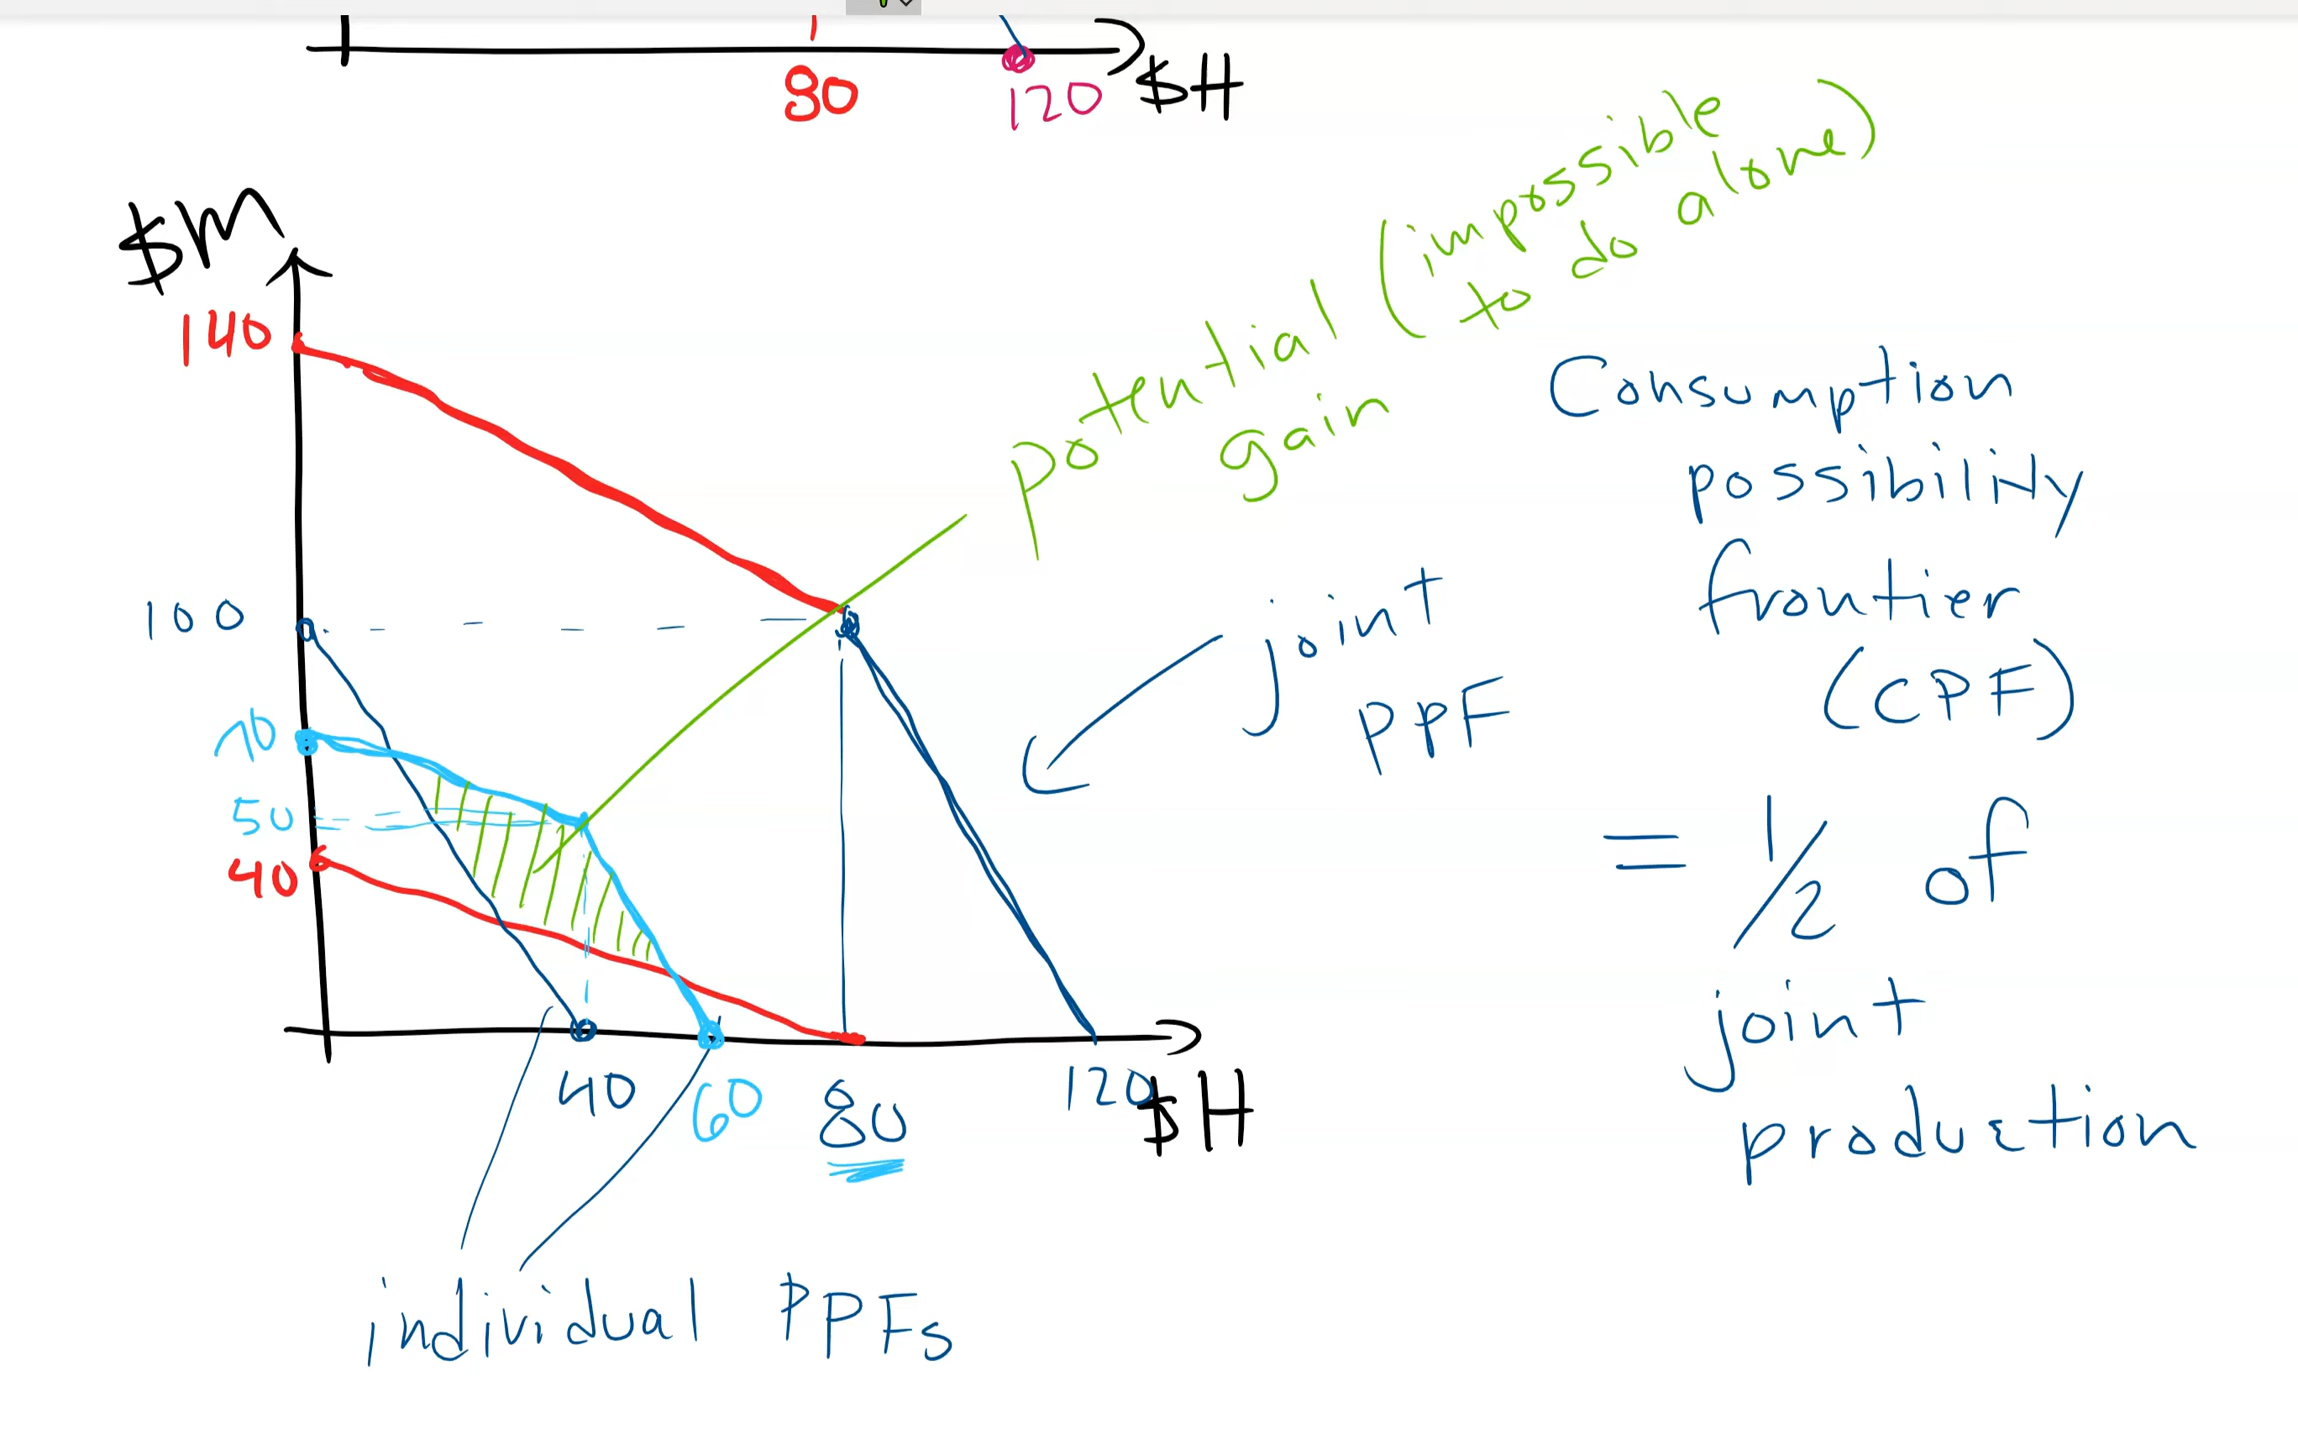 80
120
$H
$M
140
100
70
50
40
potential (impossible
to do alone)
gain
joint
PPF
Consumption
possibility
frontier
(CPF)
= 1/2 of
joint
production
40
60
80
120
$H
individual PPFs